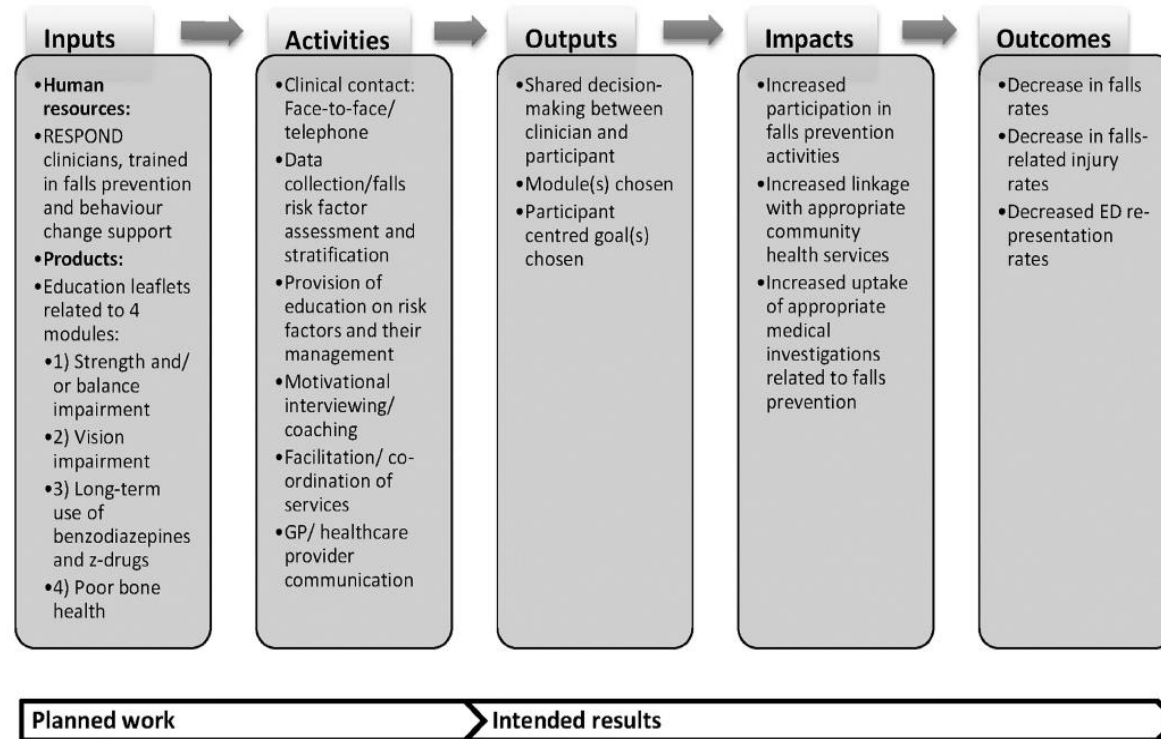 Inputs
Activities
Outputs
Impacts
Outcomes
•Human
resources:
•RESPOND
clinicians, trained
in falls prevention
and behaviour
change support
•Products:
•Education leaflets
related to 4
modules:
•1) Strength and/
or balance
impairment
•2) Vision
impairment
•3) Long-term
use of
benzodiazepines
and z-drugs
•4) Poor bone
health
•Clinical contact:
Face-to-face/
telephone
•Data
collection/falls
risk factor
assessment and
stratification
•Provision of
education on risk
factors and their
management
•Motivational
interviewing/
coaching
•Facilitation/ co-
ordination of
services
•GP/ healthcare
provider
communication
•Shared decision-
making between
clinician and
participant
•Module(s) chosen
•Participant
centred goal(s)
chosen
•Increased
participation in
falls prevention
activities
•Increased linkage
with appropriate
community
health services
•Increased uptake
of appropriate
medical
investigations
related to falls
prevention
•Decrease in falls
rates
•Decrease in falls-
related injury
rates
•Decreased ED re-
presentation
rates
Planned work
Intended results